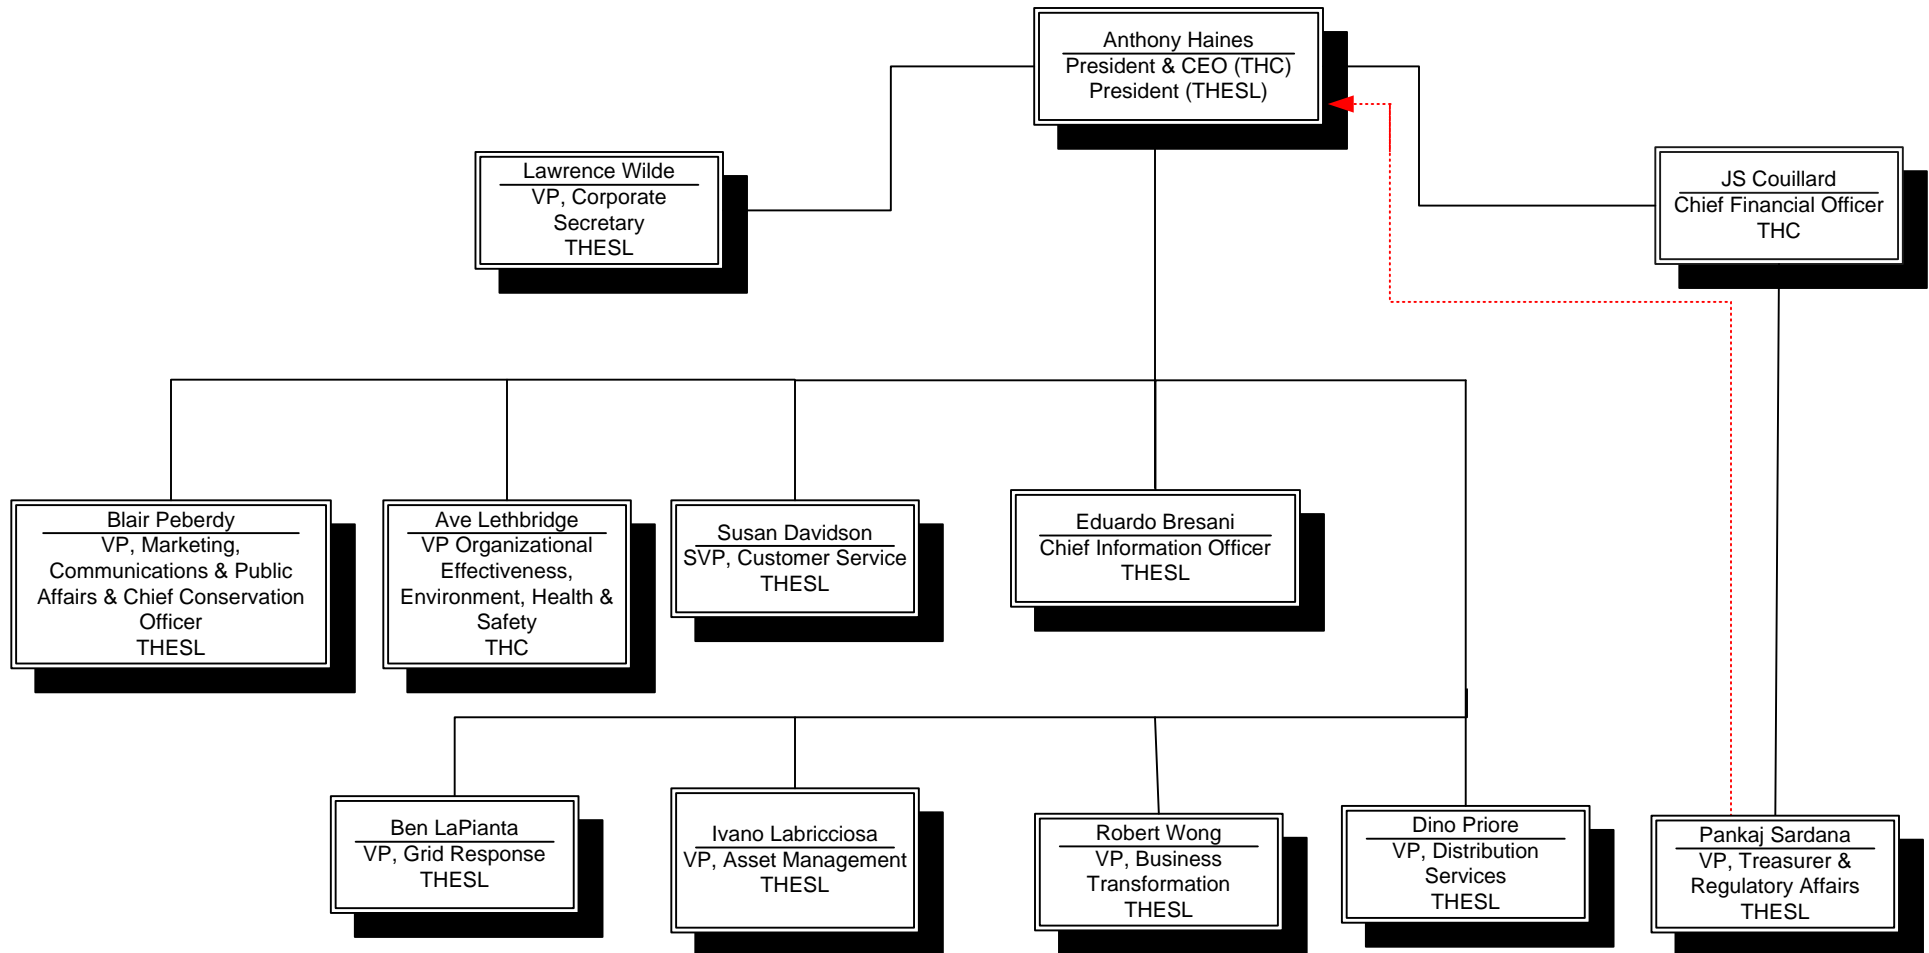 Anthony Haines
President & CEO (THC)
President (THESL)
Lawrence Wilde
VP, Corporate
Secretary
THESL
JS Couillard
Chief Financial Officer
THC
Blair Peberdy
VP, Marketing,
Communications & Public
Affairs & Chief Conservation
Officer
THESL
Ave Lethbridge
VP Organizational
Effectiveness,
Environment, Health &
Safety
THC
Susan Davidson
SVP, Customer Service
THESL
Eduardo Bresani
Chief Information Officer
THESL
Ben LaPianta
VP, Grid Response
THESL
Ivano Labricciosa
VP, Asset Management
THESL
Robert Wong
VP, Business
Transformation
THESL
Dino Priore
VP, Distribution
Services
THESL
Pankaj Sardana
VP, Treasurer &
Regulatory Affairs
THESL